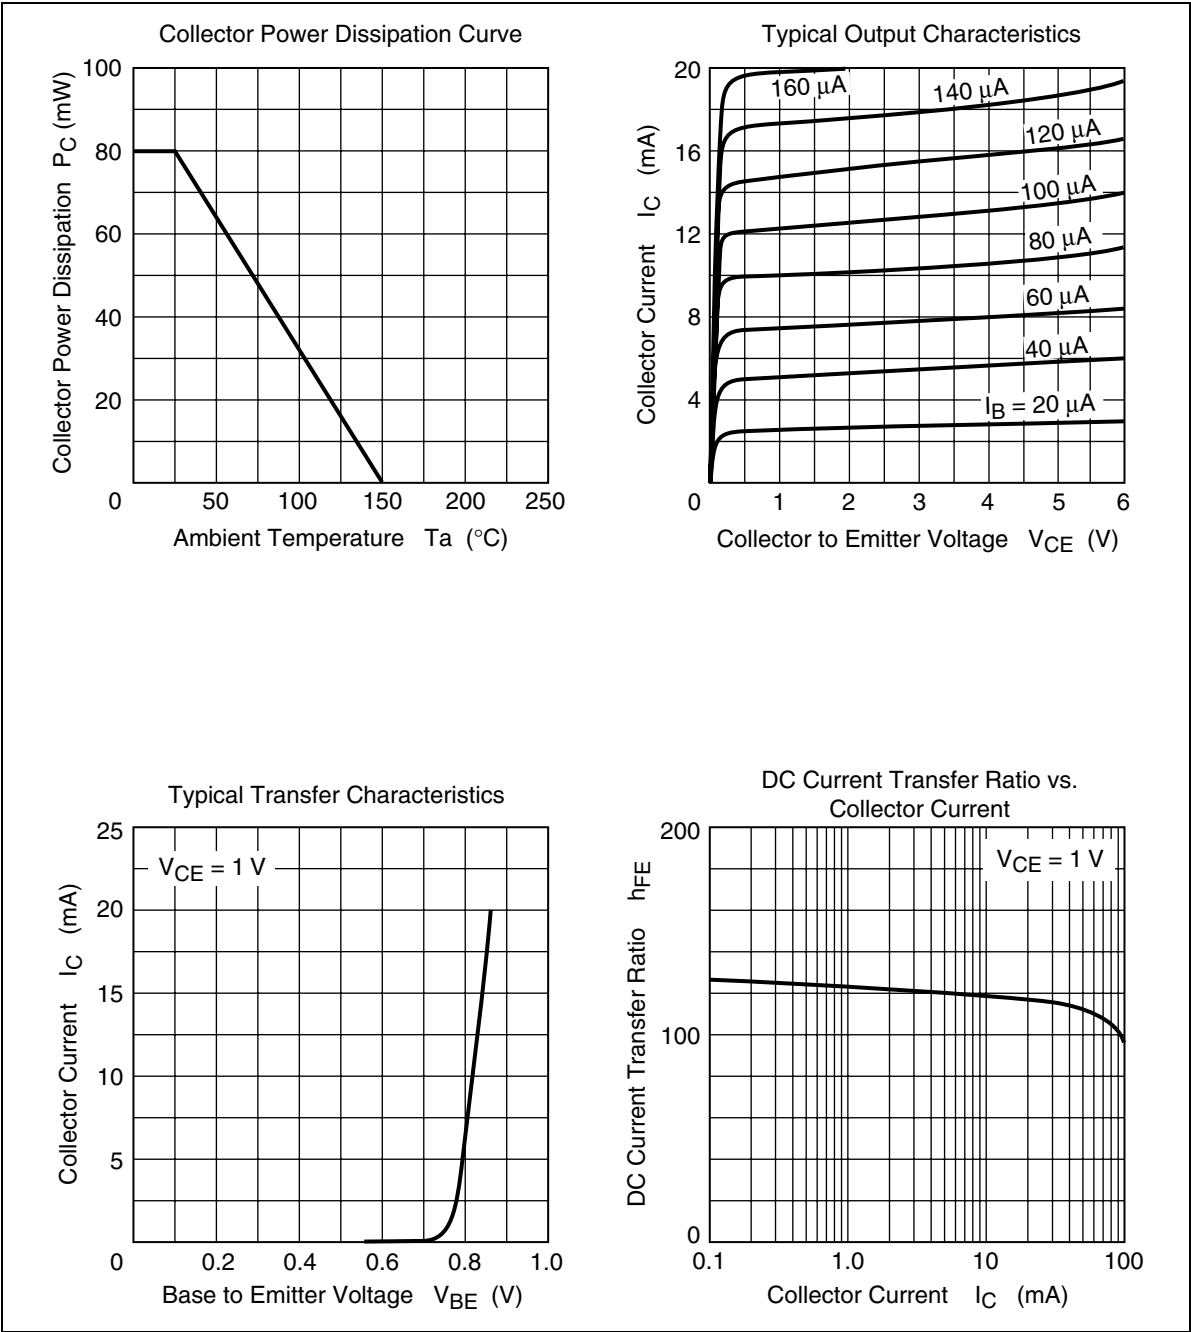 Collector Power Dissipation Curve
Collector Power Dissipation P_C (mW)
100
80
60
40
20
0
50
100
150
200
250
Ambient Temperature Ta (°C)
Typical Output Characteristics
Collector Current I_C (mA)
20
16
12
8
4
160 μA
140 μA
120 μA
100 μA
80 μA
60 μA
40 μA
I_B = 20 μA
0
1
2
3
4
5
6
Collector to Emitter Voltage V_CE (V)
Typical Transfer Characteristics
Collector Current I_C (mA)
25
20
15
10
5
V_CE = 1 V
0
0.2
0.4
0.6
0.8
1.0
Base to Emitter Voltage V_BE (V)
DC Current Transfer Ratio vs.
Collector Current
DC Current Transfer Ratio h_FE
200
100
0
V_CE = 1 V
0.1
1.0
10
100
Collector Current I_C (mA)